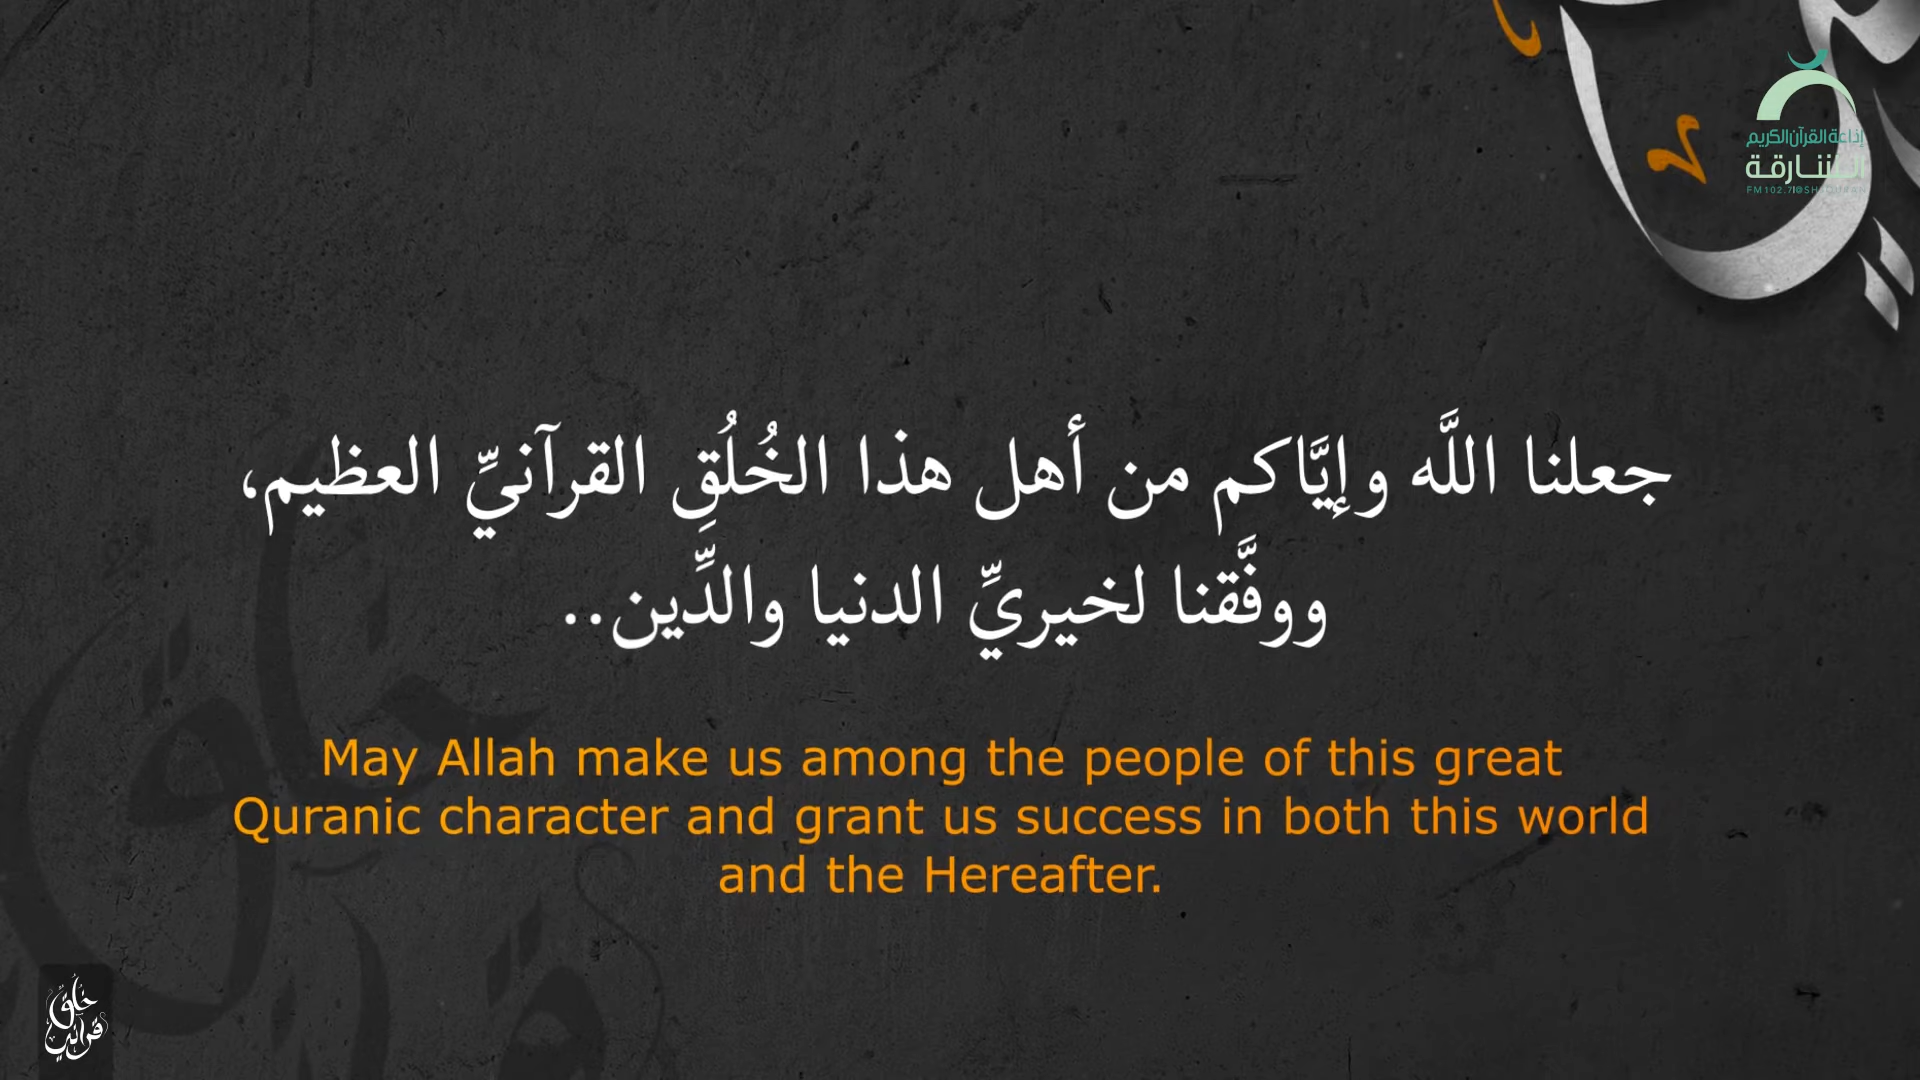 إذاعة القرآن الكريم
الشارقة
جعلنا اللَّه وإيَّاكم من أهل هذا الخُلُقِ القرآنيِّ العظيم،
ووفَّقنا لخيريِّ الدنيا والدِّين..
May Allah make us among the people of this great
Quranic character and grant us success in both this world
and the Hereafter.
خلق
قرآني